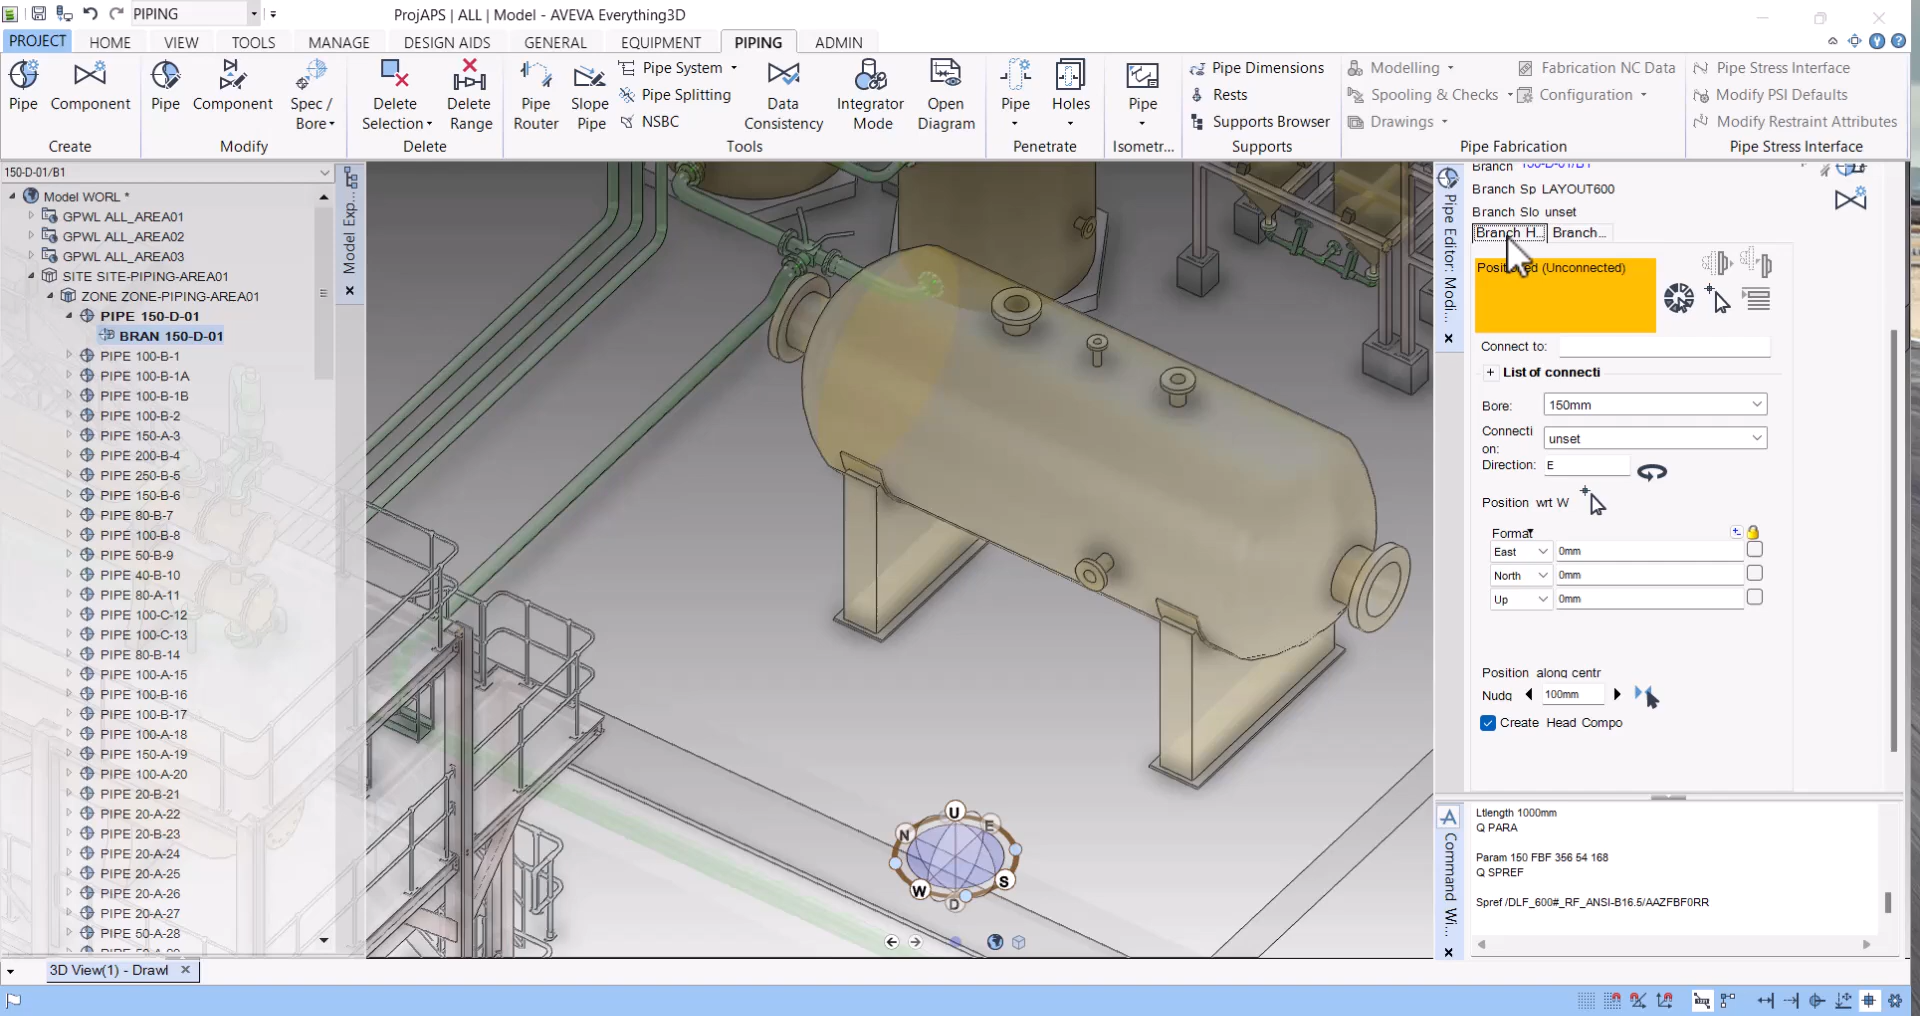 PIPING
ProjAPS | ALL | Model - AVEVA Everything3D
PROJECT HOME VIEW TOOLS MANAGE DESIGN AIDS GENERAL EQUIPMENT PIPING ADMIN
Pipe Component Pipe Component Spec / Bore Delete Selection Delete Range Pipe Router Slope Pipe
Pipe System
Pipe Splitting
NSBC
Data Consistency Integrator Mode Open Diagram Pipe Holes Pipe
Pipe Dimensions
Rests
Supports Browser
Modelling
Spooling & Checks
Drawings
Fabrication NC Data
Configuration
Pipe Stress Interface
Modify PSI Defaults
Modify Restraint Attributes
Create Modify Delete Tools Penetrate Isometr... Supports Pipe Fabrication Pipe Stress Interface
150-D-01/B1
Model WORL *
GPWL ALL_AREA01
GPWL ALL_AREA02
GPWL ALL_AREA03
SITE SITE-PIPING-AREA01
ZONE ZONE-PIPING-AREA01
PIPE 150-D-01
BRAN 150-D-01
PIPE 100-B-1
PIPE 100-B-1A
PIPE 100-B-1B
PIPE 100-B-2
PIPE 150-A-3
PIPE 200-B-4
PIPE 250-B-5
PIPE 150-B-6
PIPE 80-B-7
PIPE 100-B-8
PIPE 50-B-9
PIPE 40-B-10
PIPE 80-A-11
PIPE 100-C-12
PIPE 100-C-13
PIPE 80-B-14
PIPE 100-A-15
PIPE 100-B-16
PIPE 100-B-17
PIPE 100-A-18
PIPE 150-A-19
PIPE 100-A-20
PIPE 20-B-21
PIPE 20-A-22
PIPE 20-B-23
PIPE 20-A-24
PIPE 20-A-25
PIPE 20-A-26
PIPE 20-A-27
PIPE 50-A-28
Model Exp...
U
N E
W S
D
3D View(1) - Drawl
Pipe Editor: Modi...
Branch 150-D-01/B1
Branch Sp LAYOUT600
Branch Slo unset
Branch H... Branch...
(Unconnected)
Connect to:
List of connecti
Bore: 150mm
Connecti
on: unset
Direction: E
Position wrt W
Format
East 0mm
North 0mm
Up 0mm
Position along centr
Nudg 100mm
Create Head Compo
Command Wi...
Ltlength 1000mm
Q PARA
Param 150 FBF 356 54 168
Q SPREF
Spref /DLF_600#_RF_ANSI-B16.5/AAZFBF0RR